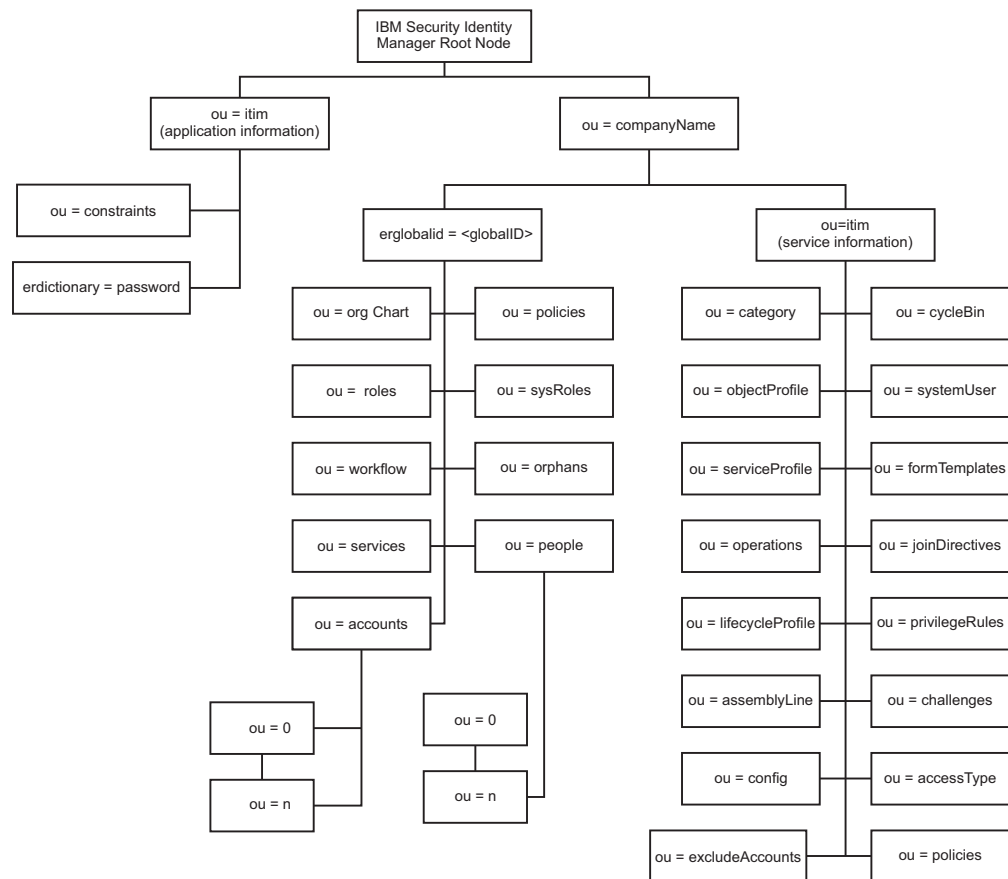 IBM Security Identity
Manager Root Node
ou = itim
(application information)
ou = companyName
ou = constraints
erdictionary = password
erglobalid = <globalID>
ou=itim
(service information)
ou = org Chart
ou = policies
ou = roles
ou = sysRoles
ou = workflow
ou = orphans
ou = services
ou = people
ou = accounts
ou = 0
ou = n
ou = 0
ou = n
ou = category
ou = cycleBin
ou = objectProfile
ou = systemUser
ou = serviceProfile
ou = formTemplates
ou = operations
ou = joinDirectives
ou = lifecycleProfile
ou = privilegeRules
ou = assemblyLine
ou = challenges
ou = config
ou = accessType
ou = excludeAccounts
ou = policies